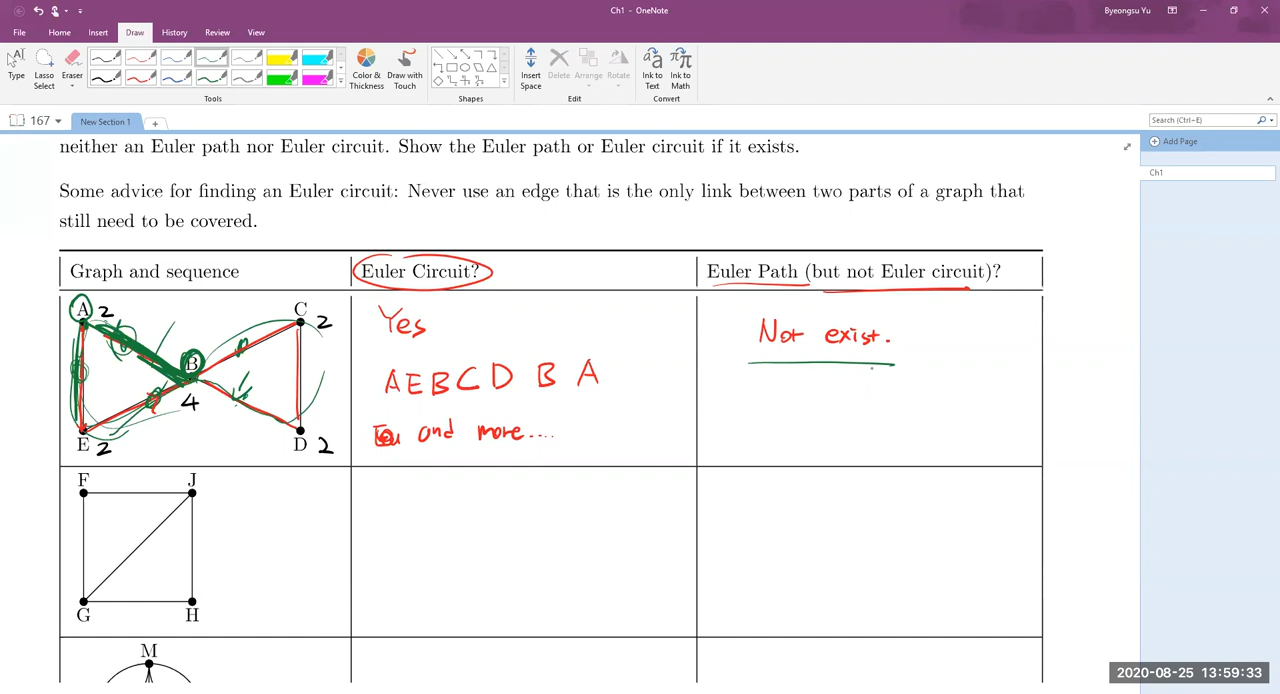 Ch1 - OneNote
Byeongsu Yu
File Home Insert Draw History Review View
Type
Lasso Select
Eraser
Color & Thickness
Draw with Touch
Insert Space
Delete
Arrange
Rotate
Ink to Text
Ink to Math
Tools
Shapes
Edit
Convert
167
New Section 1
Search (Ctrl+E)
Add Page
Ch1
neither an Euler path nor Euler circuit. Show the Euler path or Euler circuit if it exists.
Some advice for finding an Euler circuit: Never use an edge that is the only link between two parts of a graph that
still need to be covered.
Graph and sequence Euler Circuit? Euler Path (but not Euler circuit)?
A 2 C 2
B
4
E 2 D 2
Yes
A E B C D B A
and more....
Not exist.
F J
G H
M
2020-08-25 13:59:33